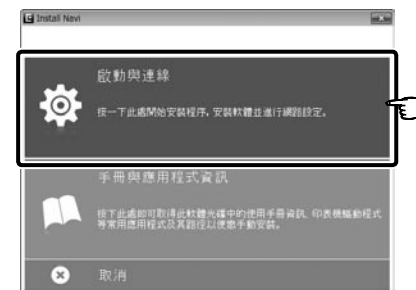 Install Navi
啟動與連線
按一下此處開始安裝程序，安裝軟體並進行網路設定。
手冊與應用程式資訊
按下此處即可取得此軟體光碟中的使用手冊資訊、印表機驅動程式
等常用應用程式及其路徑以便您手動安裝。
取消